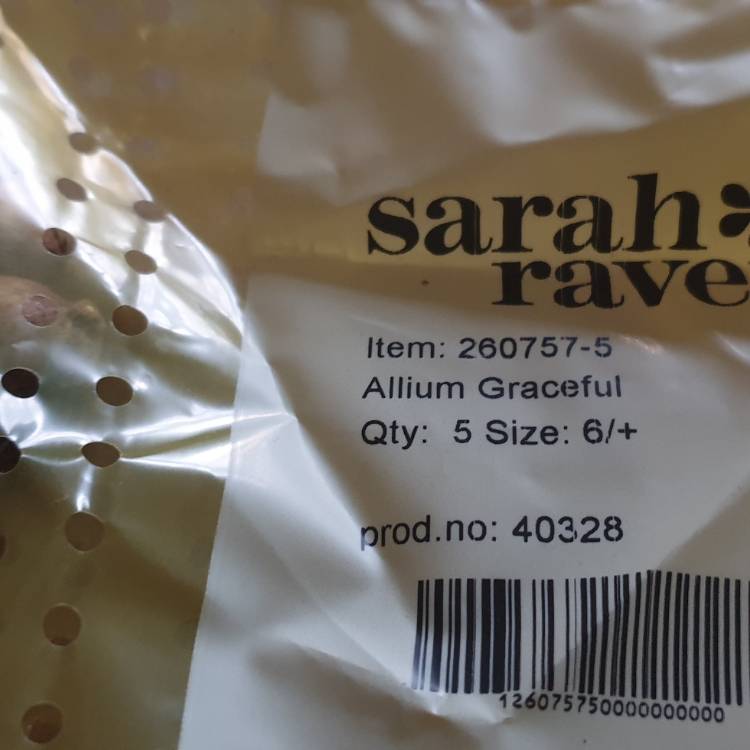 sarah
rave
Item: 260757-5
Allium Graceful
Qty: 5 Size: 6/+
prod.no: 40328
126075750000000000